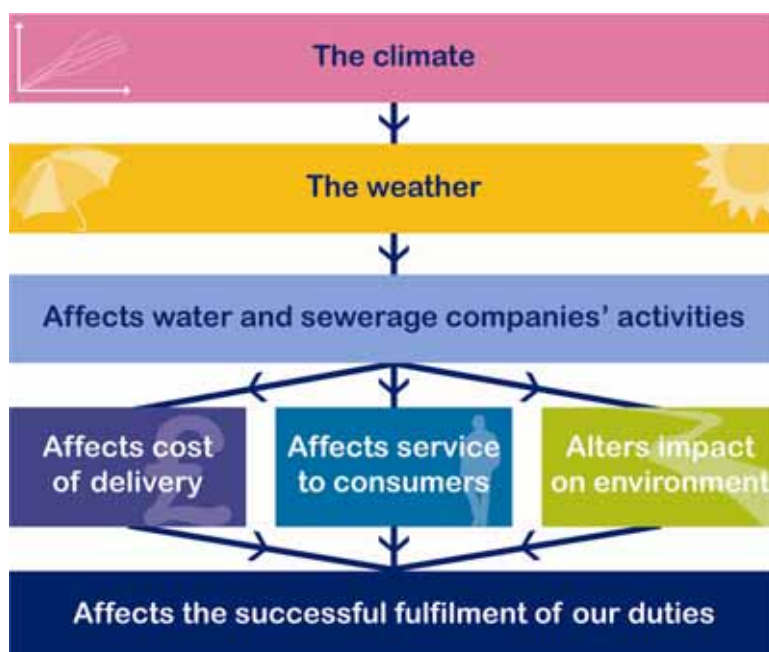 The climate
The weather
Affects water and sewerage companies' activities
Affects cost
of delivery
£
Affects service
to consumers
Alters impact
on environment
Affects the successful fulfilment of our duties